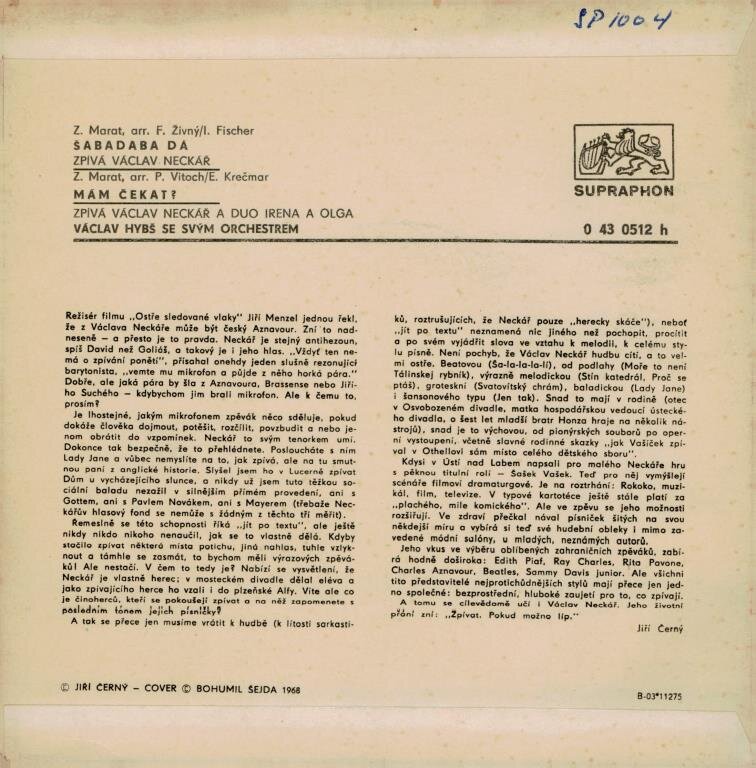 SP 1004
Z. Marat, arr. F. Živný/I. Fischer
ŠABADABA DÁ
ZPÍVÁ VÁCLAV NECKÁŘ
Z. Marat, arr. P. Vitoch/E. Krečmar
MÁM ČEKAT?
ZPÍVÁ VÁCLAV NECKÁŘ A DUO IRENA A OLGA
VÁCLAV HYBŠ SE SVÝM ORCHESTREM
SUPRAPHON
0 43 0512 h
Režisér filmu „Ostře sledované vlaky" Jiří Menzel jednou řekl,
že z Václava Neckáře může být český Aznavour. Zní to nad-
neseně – a přesto je to pravda. Neckář je stejný antihezoun,
spíš David než Goliáš, a takový je i jeho hlas. „Vždyť ten ne-
má o zpívání ponětí", přísahal onehdy jeden slušně rezonující
barytonista, „vemte mu mikrofon a půjde z něho horká pára."
Dobře, ale jaká pára by šla z Aznavoura, Brassense nebo Jiří-
ho Suchého – kdybychom jim brali mikrofon. Ale k čemu to,
prosím?
Je lhostejné, jakým mikrofonem zpěvák něco sděluje, pokud
dokáže člověka dojmout, potěšit, rozčílit, povzbudit a nebo je-
nom obrátit do vzpomínek. Neckář to svým tenorkem umí.
Dokonce tak bezpečně, že to přehlédnete. Posloucháte s ním
Lady Jane a vůbec nemyslíte na to, jak zpívá, ale na tu smut-
nou paní z anglické historie. Slyšel jsem ho v Lucerně zpívat
Dům u vycházejícího slunce, a nikdy už jsem tuto těžkou so-
ciální baladu nezažil v silnějším přímém provedení, ani s
Gottem, ani s Pavlem Novákem, ani s Mayerem (třebaže Nec-
kářův hlasový fond se nemůže s žádným z těchto tří měřit).
Řemeslně se této schopnosti říká „jít po textu", ale ještě
nikdy nikdo nikoho nenaučil, jak se to vlastně dělá. Kdyby
stačilo zpívat některá místa potichu, jiná nahlas, tuhle vzlyk-
nout a támhle se zasmát, to bychom měli výrazových zpěvá-
ků! Ale nestačí. V čem to tedy je? Nabízí se vysvětlení, že
Neckář je vlastně herec; v mosteckém divadle dělal eléva a
jako zpívajícího herce ho vzali i do plzeňské Alfy. Víte ale co
je činoherců, kteří se pokoušejí zpívat a na něž zapomenete s
posledním tónem jejich písničky?
A tak se přece jen musíme vrátit k hudbě (k lítosti sarkasti-
ků, roztrušujících, že Neckář pouze „herecky skáče"), neboť
„jít po textu" neznamená nic jiného než pochopit, procítit
a po svém vyjádřit slova ve vztahu k melodii, k celému sty-
lu písně. Není pochyb, že Václav Neckář hudbu cítí, a to vel-
mi ostře. Beatovou (Sa-la-la-la-lí), od podlahy (Moře to není
Tálinskej rybník), výrazně melodickou (Stín katedrál, Proč se
ptáš), groteskní (Svatovítský chrám), baladickou (Lady Jane)
i šansonového typu (Jen tak). Snad to mají v rodině (otec
v Osvobozeném divadle, matka hospodářskou vedoucí ústecké-
ho divadla, o šest let mladší bratr Honza hraje na několik ná-
strojů), snad je to výchovou, od pionýrských souborů po oper-
ní vystoupení, včetně slavné rodinné skazky „jak Vašíček zpí-
val v Othellovi sám místo celého dětského sboru".
Kdysi v Ústí nad Labem napsali pro malého Neckáře hru
s pěknou titulní rolí – Sašek Vašek. Teď pro něj vymýšlejí
scénáře filmoví dramaturgové. Je na roztrhání: Rokoko, muzi-
kál, film, televize. V typové kartotéce ještě stále platí za
„plachého, mile komického". Ale ve zpěvu se jeho možnosti
rozšiřují. Ve zdraví přečkal nával písniček šitých na svou
někdejší míru a vybírá si teď své hudební obleky i mimo za-
vedené módní salóny, u mladých, neznámých autorů.
Jeho vkus ve výběru oblíbených zahraničních zpěváků, zabí-
rá hodně doširoka: Edith Piaf, Ray Charles, Rita Pavone,
Charles Aznavour, Beatles, Sammy Davis junior. Ale všichni
tito představitelé nejprotichůdnějších stylů mají přece jen jed-
no společné: bezprostřední, hluboké zaujetí pro to, co zpívají.
A tomu se cílevědomě učí i Václav Neckář. Jeho životní
přání zní: „Zpívat. Pokud možno líp."
Jiří Černý
© JIŘÍ ČERNÝ – COVER © BOHUMIL ŠEJDA 1968
B-03*11275